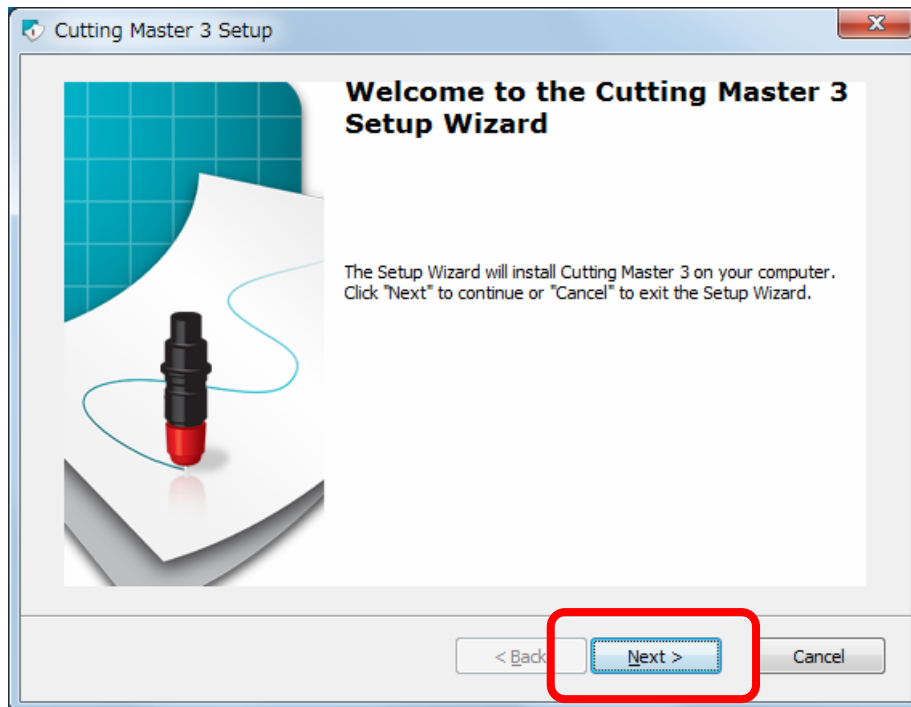 Cutting Master 3 Setup
Welcome to the Cutting Master 3
Setup Wizard
The Setup Wizard will install Cutting Master 3 on your computer.
Click "Next" to continue or "Cancel" to exit the Setup Wizard.
< Back
Next >
Cancel